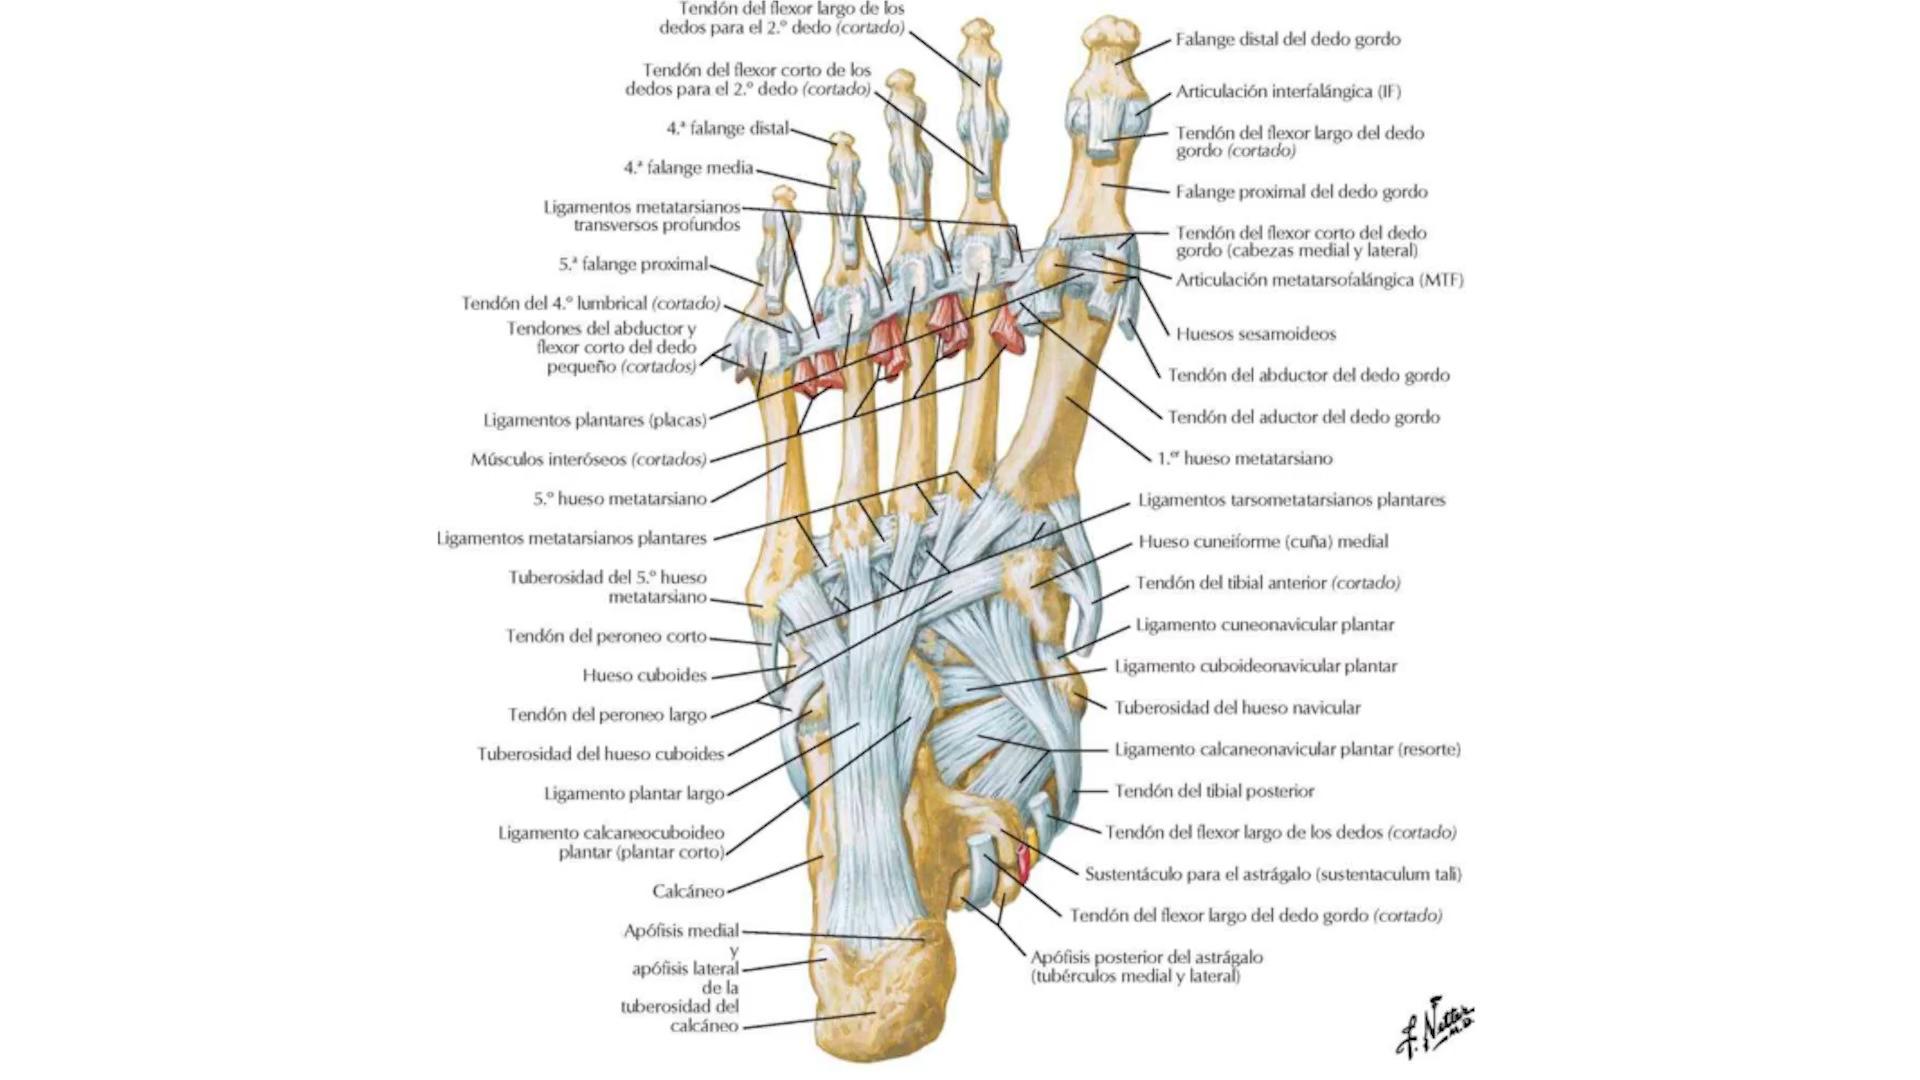 Tendón del flexor largo de los
dedos para el 2.º dedo (cortado)
Tendón del flexor corto de los
dedos para el 2.º dedo (cortado)
4.ª falange distal
4.ª falange media
Ligamentos metatarsianos
transversos profundos
5.ª falange proximal
Tendón del 4.º lumbrical (cortado)
Tendones del abductor y
flexor corto del dedo
pequeño (cortados)
Ligamentos plantares (placas)
Músculos interóseos (cortados)
5.º hueso metatarsiano
Ligamentos metatarsianos plantares
Tuberosidad del 5.º hueso
metatarsiano
Tendón del peroneo corto
Hueso cuboides
Tendón del peroneo largo
Tuberosidad del hueso cuboides
Ligamento plantar largo
Ligamento calcaneocuboideo
plantar (plantar corto)
Calcáneo
Apófisis medial
y
apófisis lateral
de la
tuberosidad del
calcáneo
Falange distal del dedo gordo
Articulación interfalángica (IF)
Tendón del flexor largo del dedo
gordo (cortado)
Falange proximal del dedo gordo
Tendón del flexor corto del dedo
gordo (cabezas medial y lateral)
Articulación metatarsofalángica (MTF)
Huesos sesamoideos
Tendón del abductor del dedo gordo
Tendón del aductor del dedo gordo
1.er hueso metatarsiano
Ligamentos tarsometatarsianos plantares
Hueso cuneiforme (cuña) medial
Tendón del tibial anterior (cortado)
Ligamento cuneonavicular plantar
Ligamento cuboideonavicular plantar
Tuberosidad del hueso navicular
Ligamento calcaneonavicular plantar (resorte)
Tendón del tibial posterior
Tendón del flexor largo de los dedos (cortado)
Sustentáculo para el astrágalo (sustentaculum tali)
Tendón del flexor largo del dedo gordo (cortado)
Apófisis posterior del astrágalo
(tubérculos medial y lateral)
F. Netter
M.D.